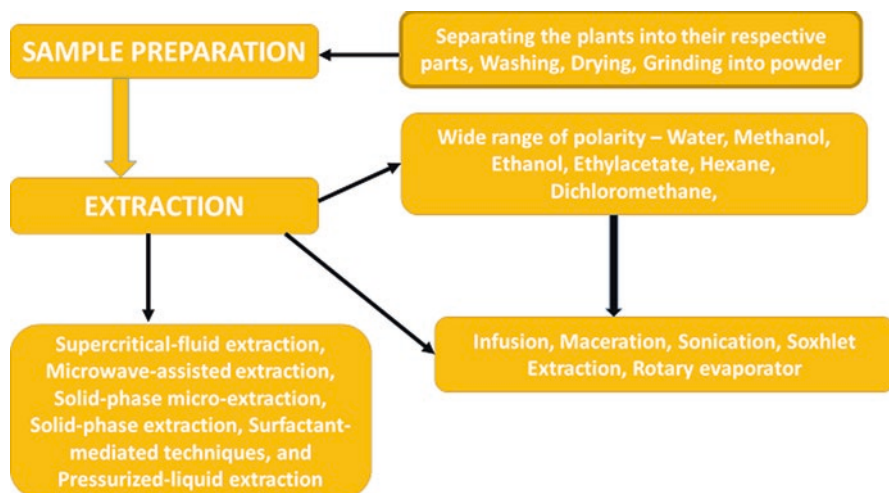 SAMPLE PREPARATION
Separating the plants into their respective
parts, Washing, Drying, Grinding into powder
Wide range of polarity – Water, Methanol,
Ethanol, Ethylacetate, Hexane,
Dichloromethane,
EXTRACTION
Supercritical-fluid extraction,
Microwave-assisted extraction,
Solid-phase micro-extraction,
Solid-phase extraction, Surfactant-
mediated techniques, and
Pressurized-liquid extraction
Infusion, Maceration, Sonication, Soxhlet
Extraction, Rotary evaporator